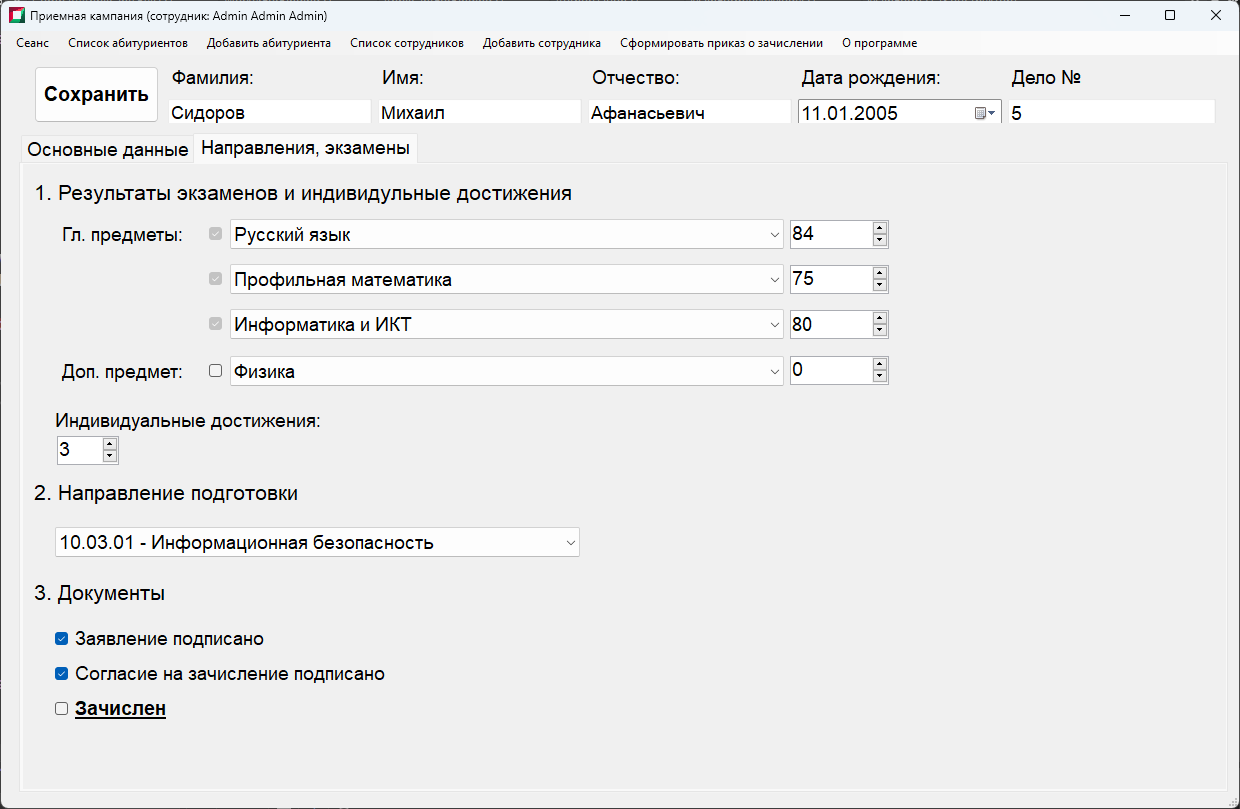 Приемная кампания (сотрудник: Admin Admin Admin)
Сеанс Список абитуриентов Добавить абитуриента Список сотрудников Добавить сотрудника Сформировать приказ о зачислении О программе
Сохранить Фамилия: Имя: Отчество: Дата рождения: Дело №
Сидоров Михаил Афанасьевич 11.01.2005 5
Основные данные Направления, экзамены
1. Результаты экзаменов и индивидульные достижения
Гл. предметы: Русский язык 84
Профильная математика 75
Информатика и ИКТ 80
Доп. предмет: Физика 0
Индивидуальные достижения:
3
2. Направление подготовки
10.03.01 - Информационная безопасность
3. Документы
Заявление подписано
Согласие на зачисление подписано
Зачислен